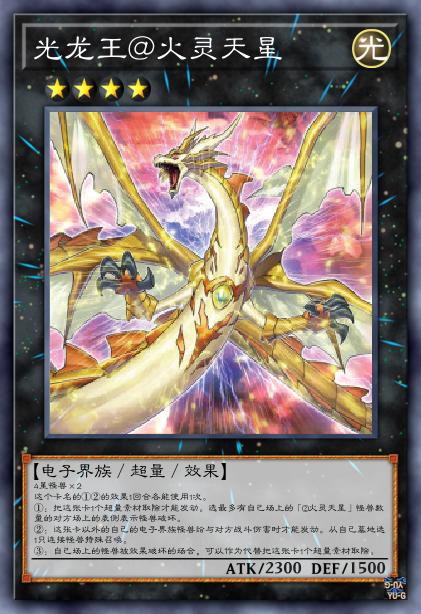 光龙王@火灵天星
光
【电子界族/超量/效果】
4星怪兽×2
这个卡名的①②的效果1回合各能使用1次。
①：把这张卡1个超量素材取除才能发动。选最多有自己场上的「@火灵天星」怪兽数
量的对方场上的表侧表示怪兽破坏。
②：这张卡以外的自己的电子界族怪兽给与对方战斗伤害时才能发动。从自己墓地选
1只连接怪兽特殊召唤。
③：自己场上的怪兽被效果破坏的场合，可以作为代替把这张卡1个超量素材取除。
ATK/2300 DEF/1500